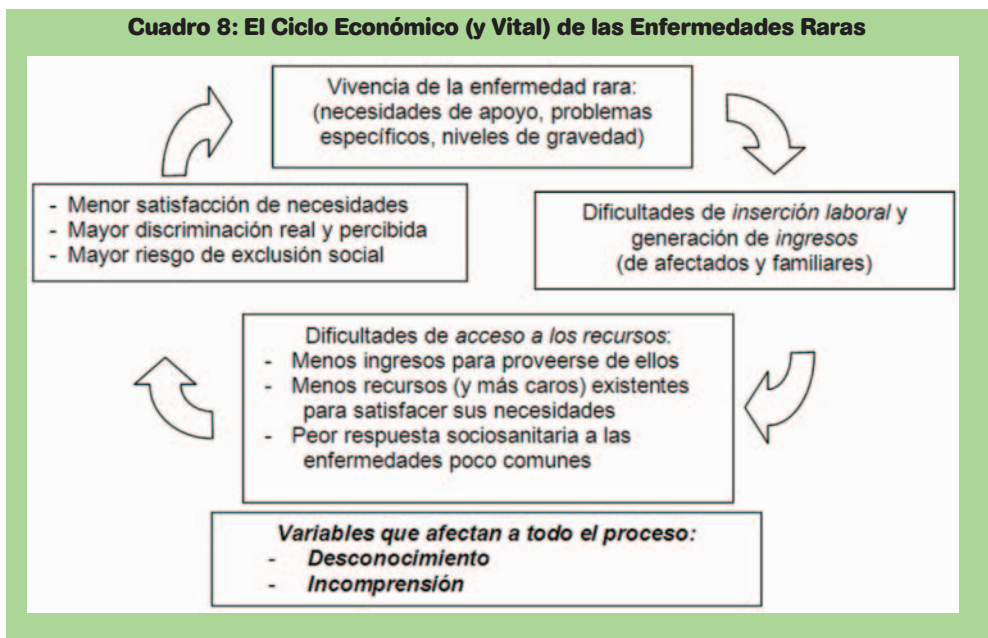 Cuadro 8: El Ciclo Económico (y Vital) de las Enfermedades Raras
Vivencia de la enfermedad rara:
(necesidades de apoyo, problemas
específicos, niveles de gravedad)
Dificultades de inserción laboral y
generación de ingresos
(de afectados y familiares)
Dificultades de acceso a los recursos:
- Menos ingresos para proveerse de ellos
- Menos recursos (y más caros) existentes
para satisfacer sus necesidades
- Peor respuesta sociosanitaria a las
enfermedades poco comunes
- Menor satisfacción de necesidades
- Mayor discriminación real y percibida
- Mayor riesgo de exclusión social
Variables que afectan a todo el proceso:
- Desconocimiento
- Incomprensión